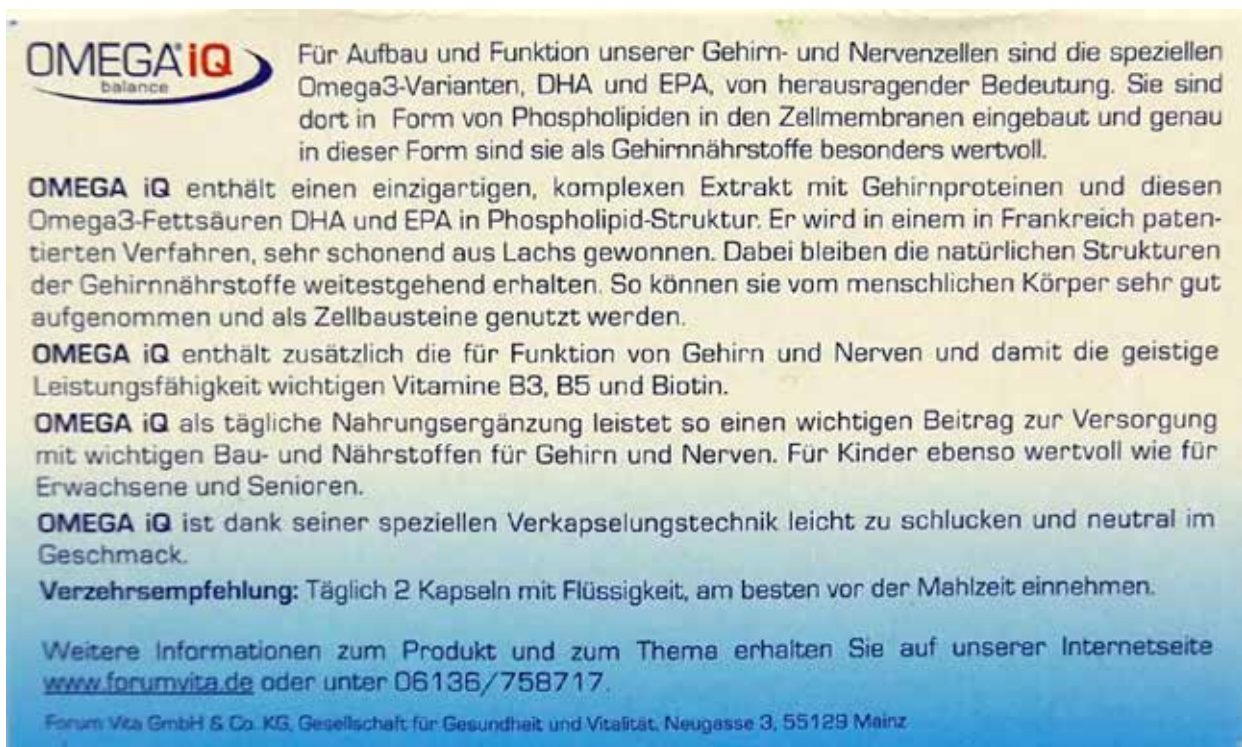 OMEGA® iQ
balance
Für Aufbau und Funktion unserer Gehirn- und Nervenzellen sind die speziellen
Omega3-Varianten, DHA und EPA, von herausragender Bedeutung. Sie sind
dort in Form von Phospholipiden in den Zellmembranen eingebaut und genau
in dieser Form sind sie als Gehirnnährstoffe besonders wertvoll.
OMEGA iQ enthält einen einzigartigen, komplexen Extrakt mit Gehirnproteinen und diesen
Omega3-Fettsäuren DHA und EPA in Phospholipid-Struktur. Er wird in einem in Frankreich paten-
tierten Verfahren, sehr schonend aus Lachs gewonnen. Dabei bleiben die natürlichen Strukturen
der Gehirnnährstoffe weitestgehend erhalten. So können sie vom menschlichen Körper sehr gut
aufgenommen und als Zellbausteine genutzt werden.
OMEGA iQ enthält zusätzlich die für Funktion von Gehirn und Nerven und damit die geistige
Leistungsfähigkeit wichtigen Vitamine B3, B5 und Biotin.
OMEGA iQ als tägliche Nahrungsergänzung leistet so einen wichtigen Beitrag zur Versorgung
mit wichtigen Bau- und Nährstoffen für Gehirn und Nerven. Für Kinder ebenso wertvoll wie für
Erwachsene und Senioren.
OMEGA iQ ist dank seiner speziellen Verkapselungstechnik leicht zu schlucken und neutral im
Geschmack.
Verzehrsempfehlung: Täglich 2 Kapseln mit Flüssigkeit, am besten vor der Mahlzeit einnehmen.
Weitere Informationen zum Produkt und zum Thema erhalten Sie auf unserer Internetseite
www.forumvita.de oder unter 06136/758717.
Forum Vita GmbH & Co. KG, Gesellschaft für Gesundheit und Vitalität, Neugasse 3, 55129 Mainz